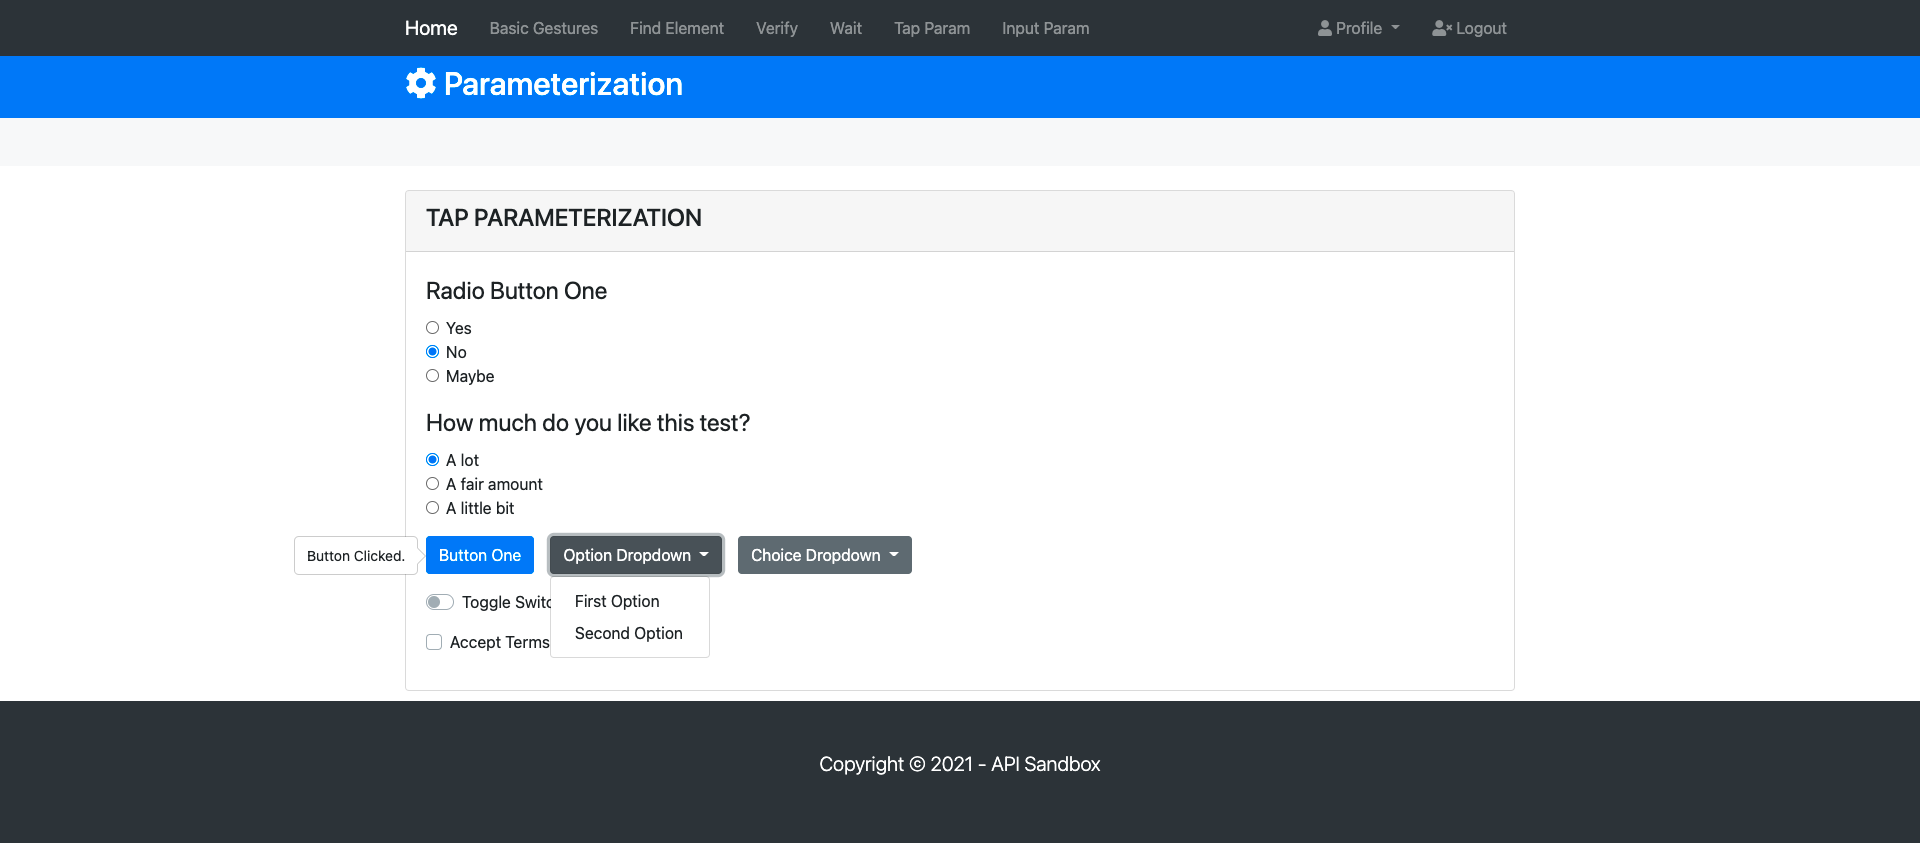 Home Basic Gestures Find Element Verify Wait Tap Param Input Param Profile Logout
Parameterization
TAP PARAMETERIZATION
Radio Button One
Yes
No
Maybe
How much do you like this test?
A lot
A fair amount
A little bit
Button Clicked. Button One Option Dropdown Choice Dropdown
Toggle Switc First Option
Second Option
Accept Terms
Copyright © 2021 - API Sandbox